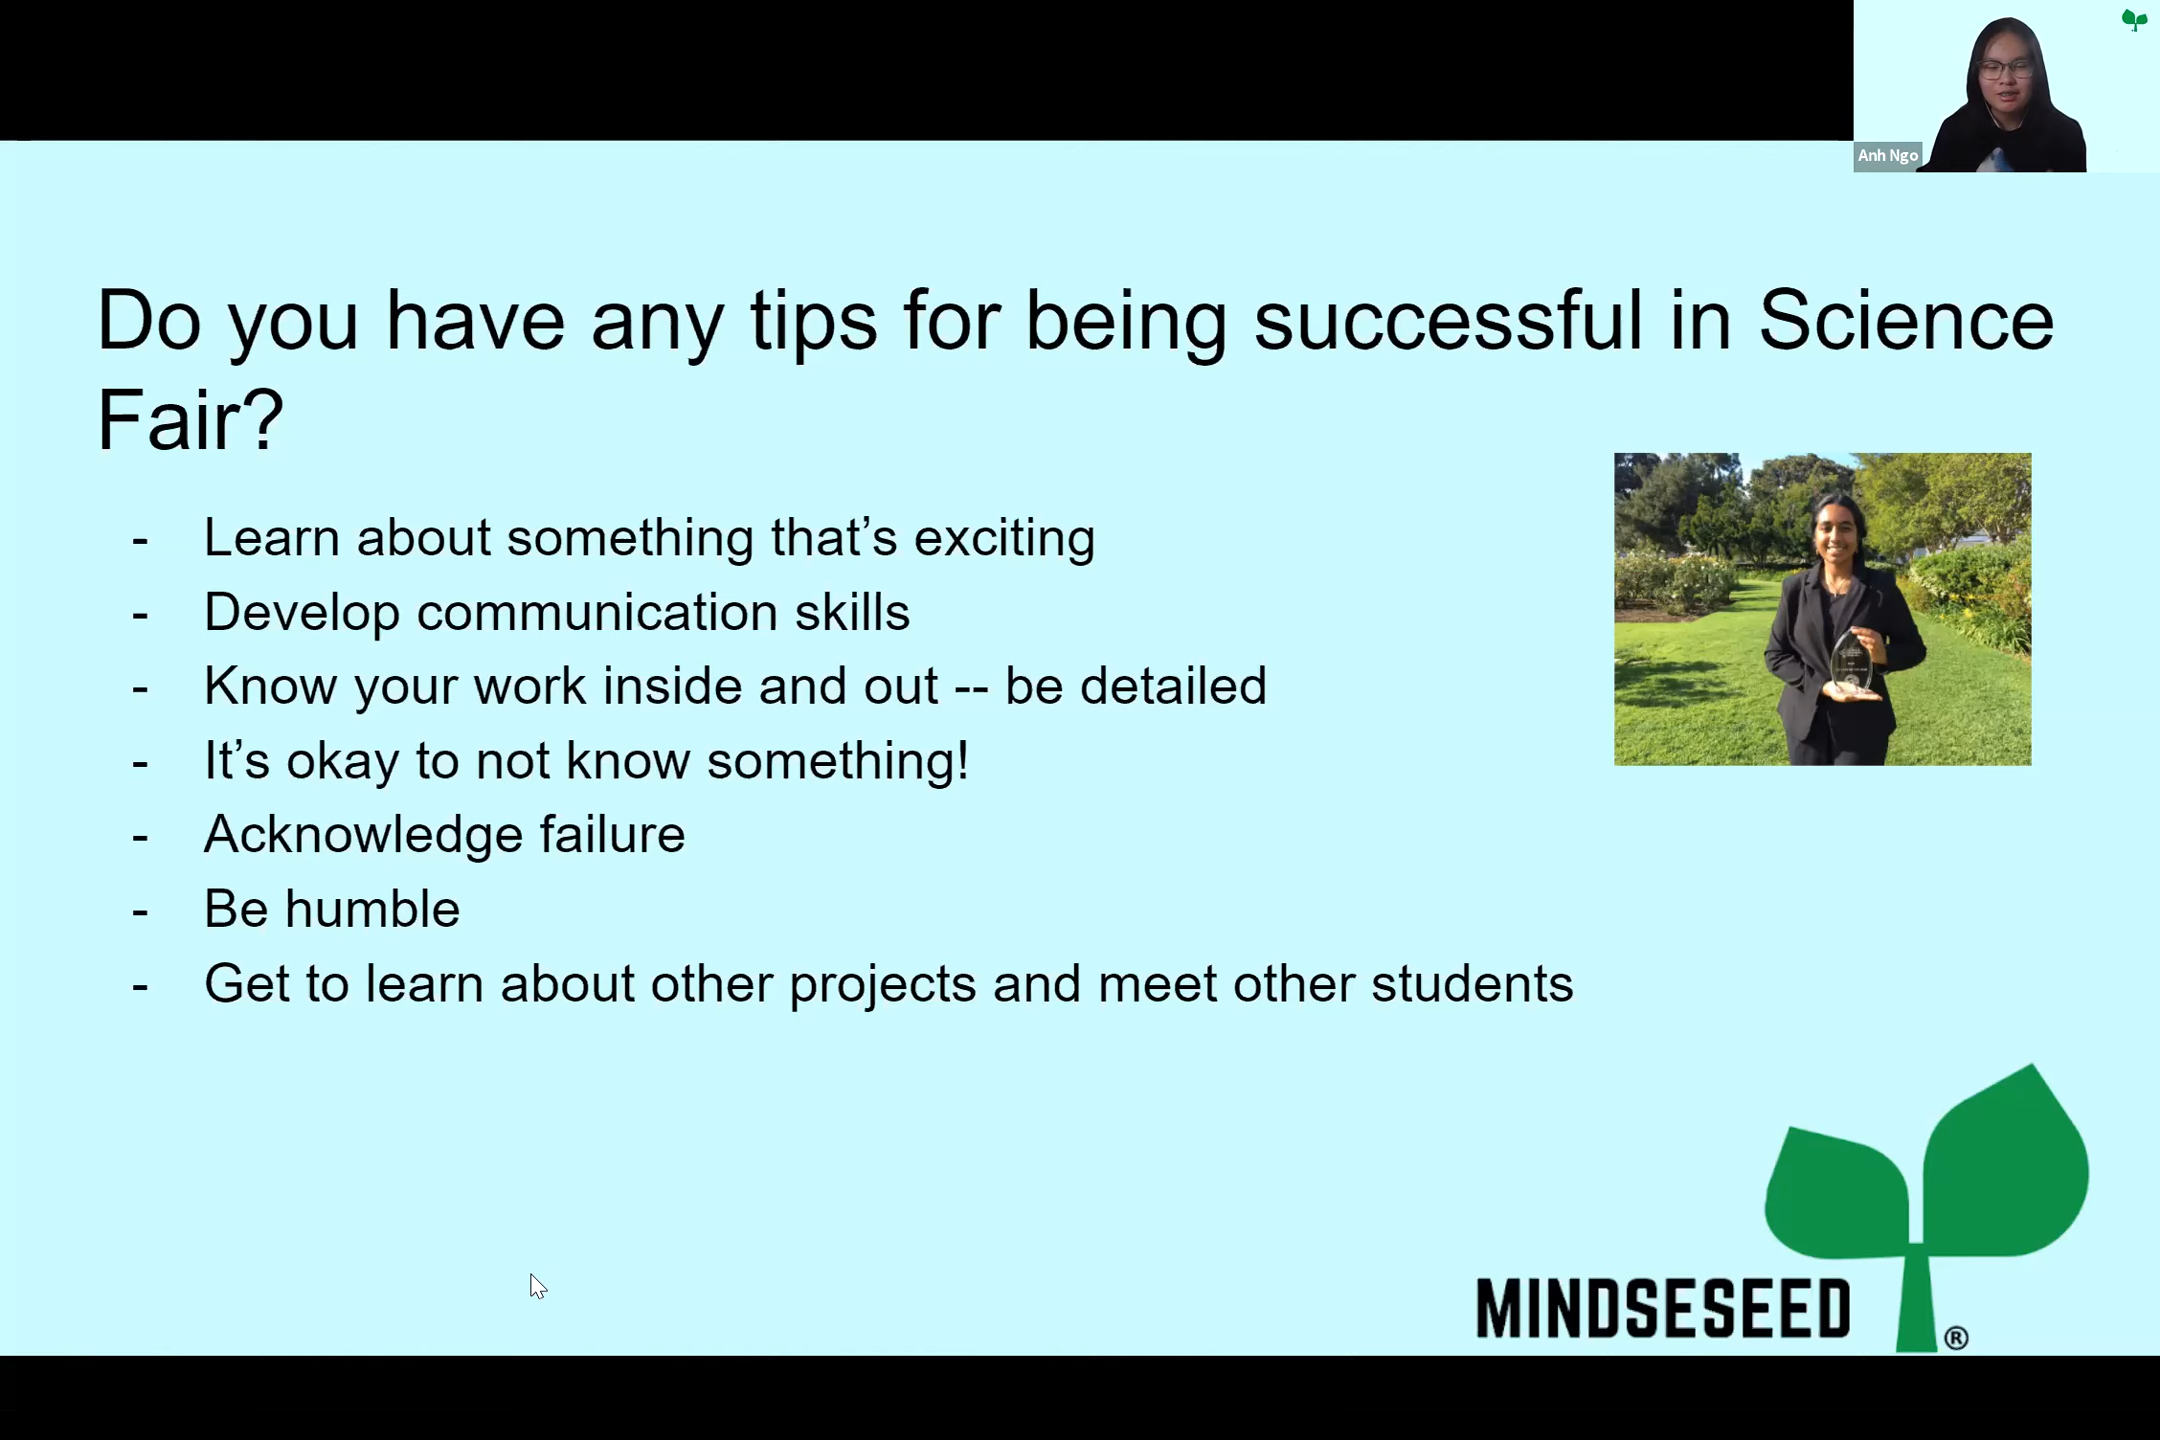 Anh Ngo
Do you have any tips for being successful in Science
Fair?
- Learn about something that’s exciting
- Develop communication skills
- Know your work inside and out -- be detailed
- It’s okay to not know something!
- Acknowledge failure
- Be humble
- Get to learn about other projects and meet other students
MINDSESEED ®